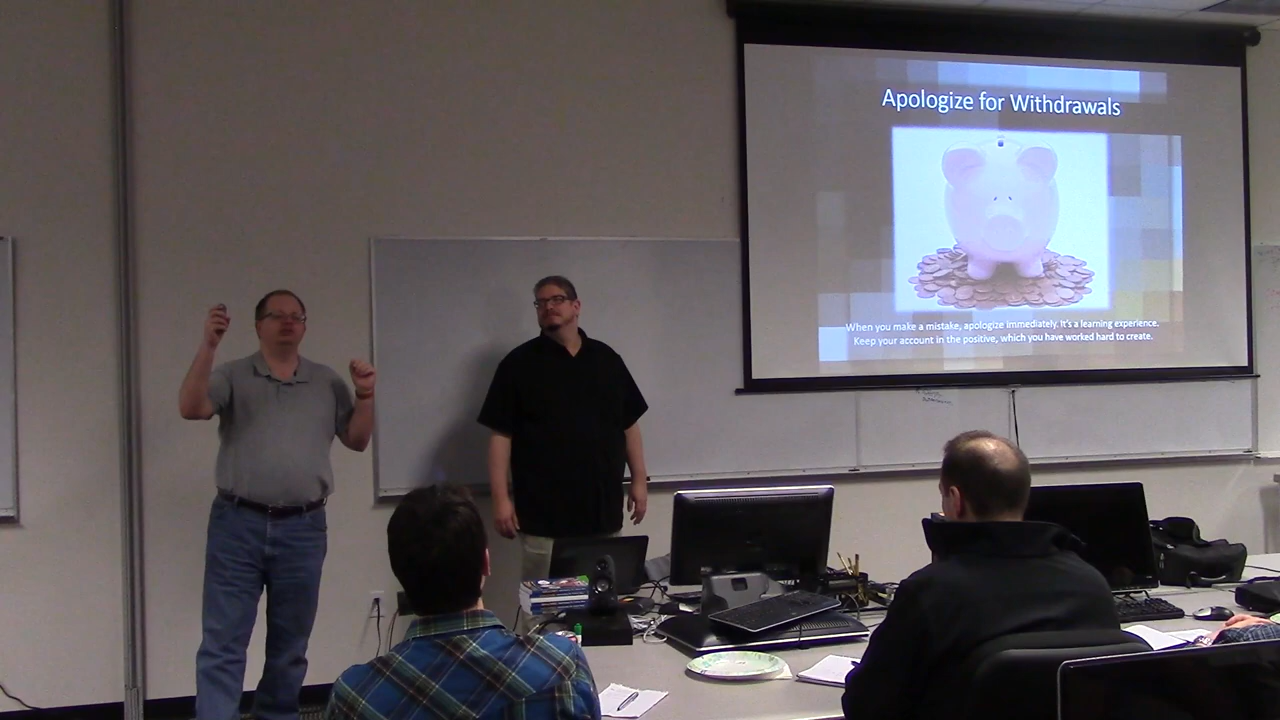 Apologize for Withdrawals
When you make a mistake, apologize immediately. It's a learning experience.
Keep your account in the positive, which you have worked hard to create.